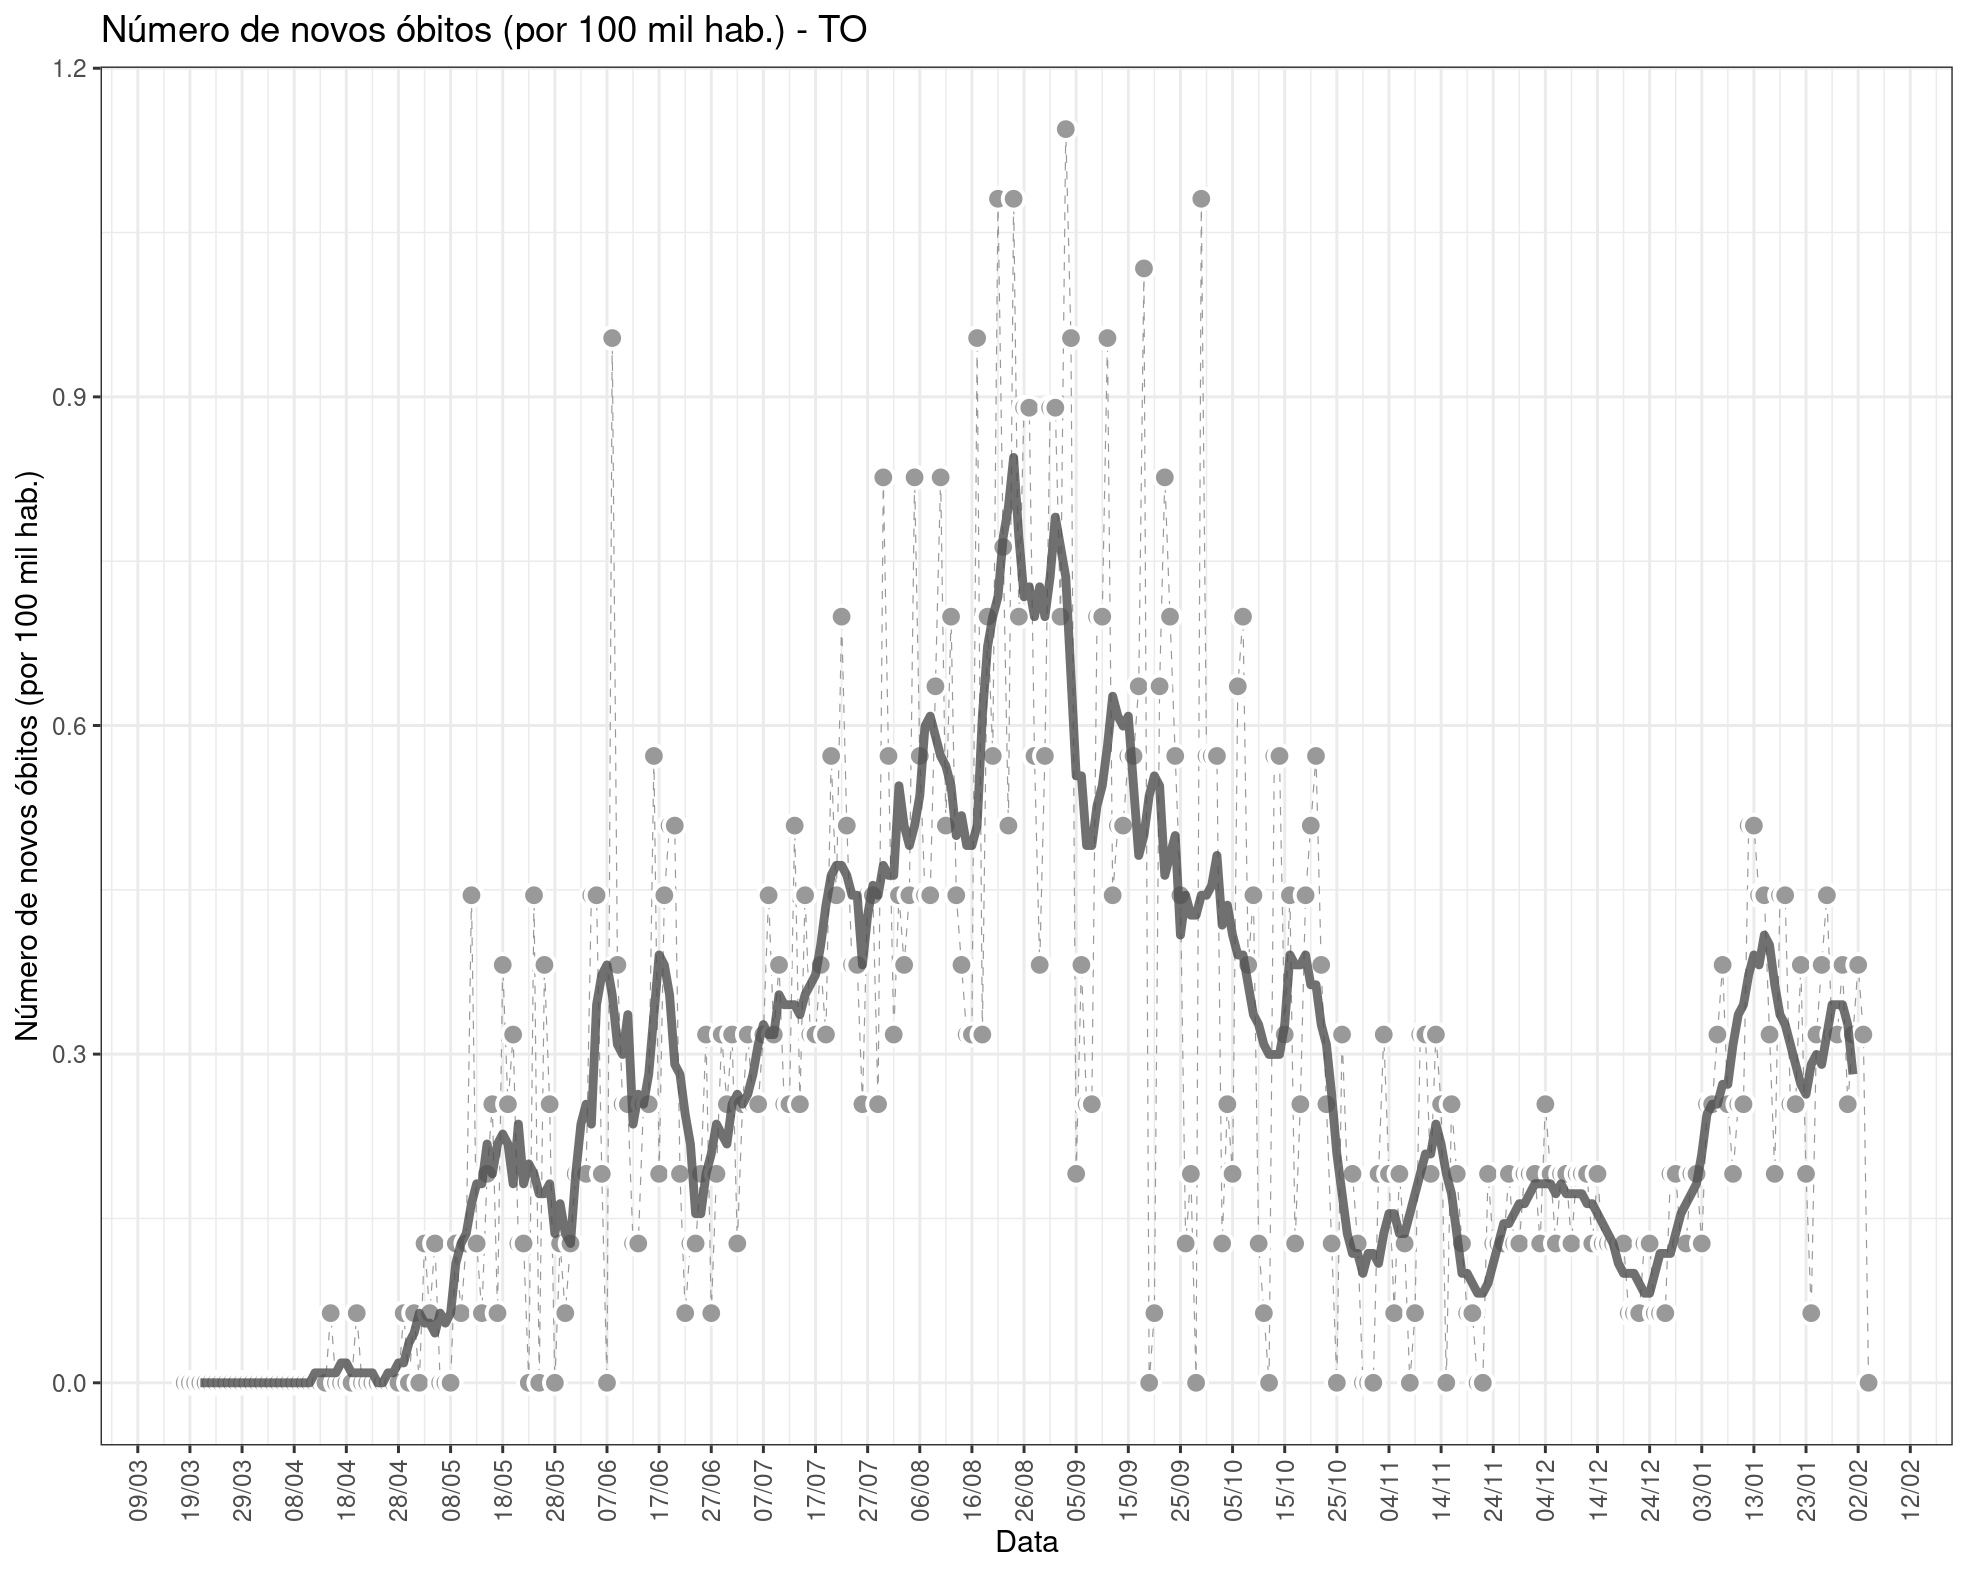 Número de novos óbitos (por 100 mil hab.) - TO
1.2
0.9
0.6
0.3
0.0
Número de novos óbitos (por 100 mil hab.)
09/03 19/03 29/03 08/04 18/04 28/04 08/05 18/05 28/05 07/06 17/06 27/06 07/07 17/07 27/07 06/08 16/08 26/08 05/09 15/09 25/09 05/10 15/10 25/10 04/11 14/11 24/11 04/12 14/12 24/12 03/01 13/01 23/01 02/02 12/02
Data